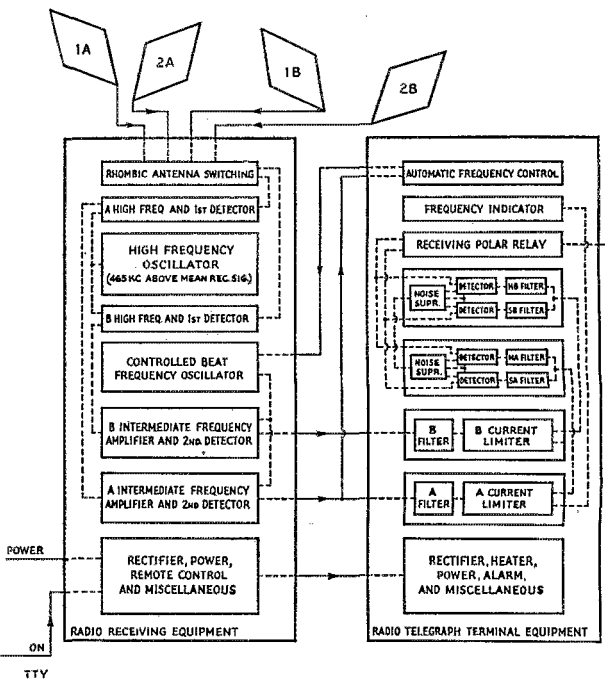 1A
2A
1B
2B
RHOMBIC ANTENNA SWITCHING
A HIGH FREQ AND 1ST DETECTOR
HIGH FREQUENCY
OSCILLATOR
(465 KC ABOVE MEAN REC. SIG.)
B HIGH FREQ. AND 1ST DETECTOR
CONTROLLED BEAT
FREQUENCY OSCILLATOR
B INTERMEDIATE FREQUENCY
AMPLIFIER AND 2ND DETECTOR
A INTERMEDIATE FREQUENCY
AMPLIFIER AND 2ND DETECTOR
POWER
RECTIFIER, POWER,
REMOTE CONTROL
AND MISCELLANEOUS
RADIO RECEIVING EQUIPMENT
ON
TTY
AUTOMATIC FREQUENCY CONTROL
FREQUENCY INDICATOR
RECEIVING POLAR RELAY
NOISE
SUPR.
DETECTOR
MB FILTER
DETECTOR
SB FILTER
NOISE
SUPR.
DETECTOR
MA FILTER
DETECTOR
SA FILTER
B
FILTER
B CURRENT
LIMITER
A
FILTER
A CURRENT
LIMITER
RECTIFIER, HEATER,
POWER, ALARM,
AND MISCELLANEOUS
RADIO TELEGRAPH TERMINAL EQUIPMENT